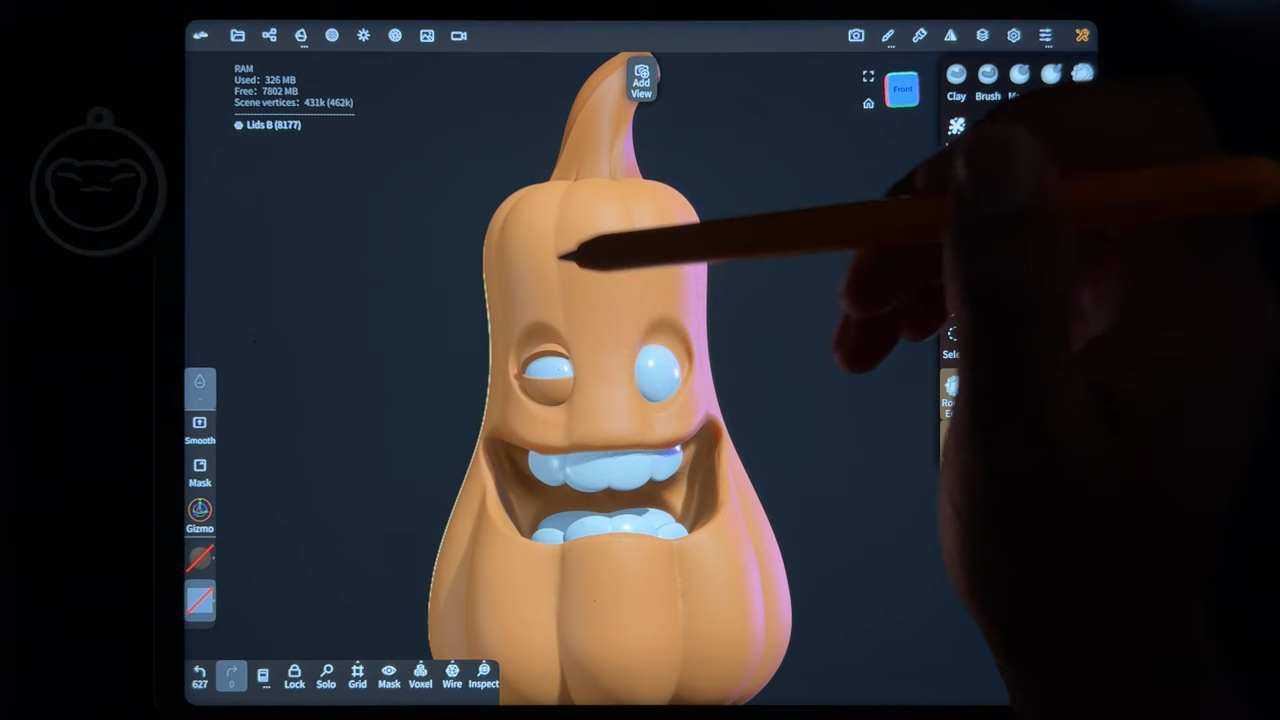 RAM
Used: 326 MB
Free: 7802 MB
Scene vertices: 431k (462k)
Lids B (8177)
Add
View
Front
Clay
Brush
Smooth
Mask
Gizmo
627
0
Lock
Solo
Grid
Mask
Voxel
Wire
Inspect